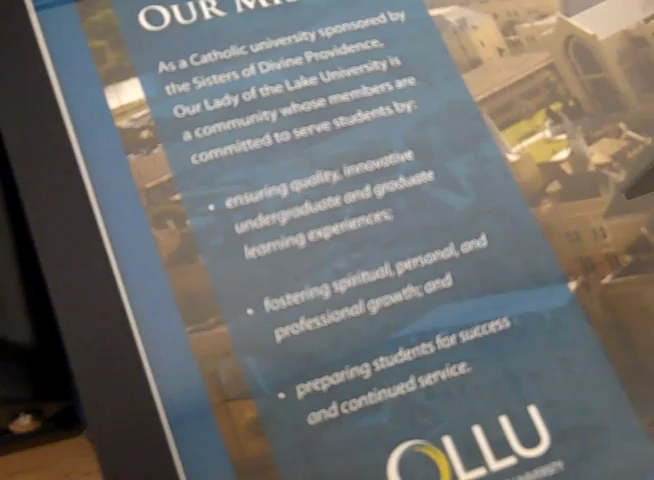 OUR
As a Catholic university sponsored by
the Sisters of Divine Providence,
Our Lady of the Lake University is
a community whose members are
committed to serve students by:
• ensuring quality, innovative
undergraduate and graduate
learning experiences;
• fostering spiritual, personal, and
professional growth; and
• preparing students for success
and continued service.
OLLU